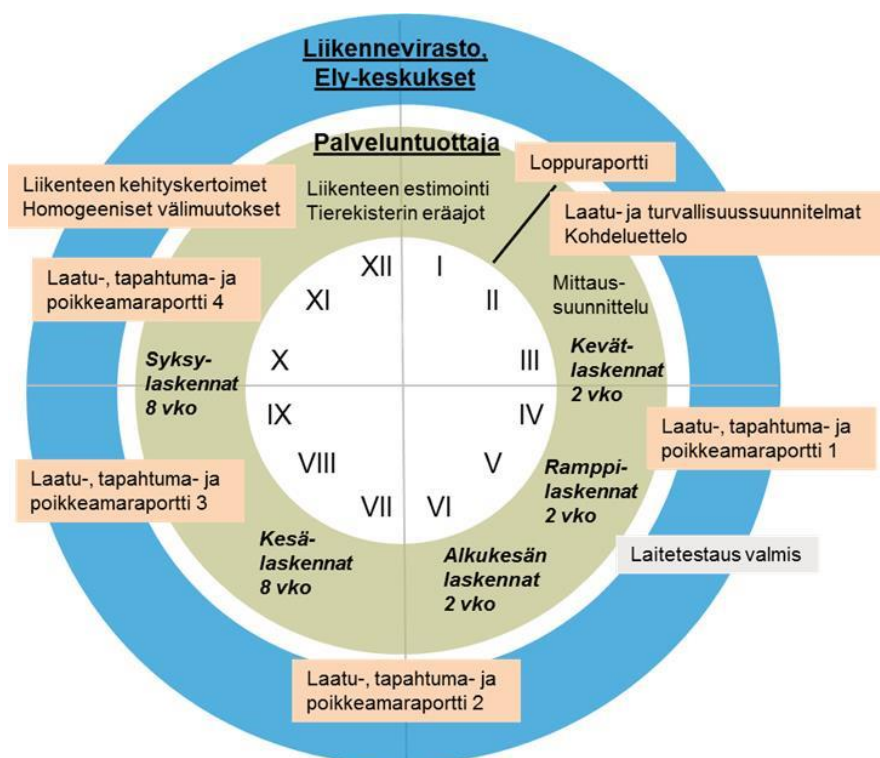 Liikennevirasto,
Ely-keskukset
Palveluntuottaja
Liikenteen estimointi
Tierekisterin eräajot
Loppuraportti
Liikenteen kehityskertoimet
Homogeeniset välimuutokset
Laatu- ja turvallisuussuunnitelmat
Kohdeluettelo
Laatu-, tapahtuma- ja
poikkeamaraportti 4
Mittaus-
suunnittelu
XII
I
XI
II
X
III
Syksy-
laskennat
8 vko
Kevät-
laskennat
2 vko
IX
IV
Laatu-, tapahtuma- ja
poikkeamaraportti 1
VIII
V
Laatu-, tapahtuma- ja
poikkeamaraportti 3
Ramppi-
laskennat
2 vko
VII
VI
Kesä-
laskennat
8 vko
Alkukesän
laskennat
2 vko
Laitetestaus valmis
Laatu-, tapahtuma- ja
poikkeamaraportti 2